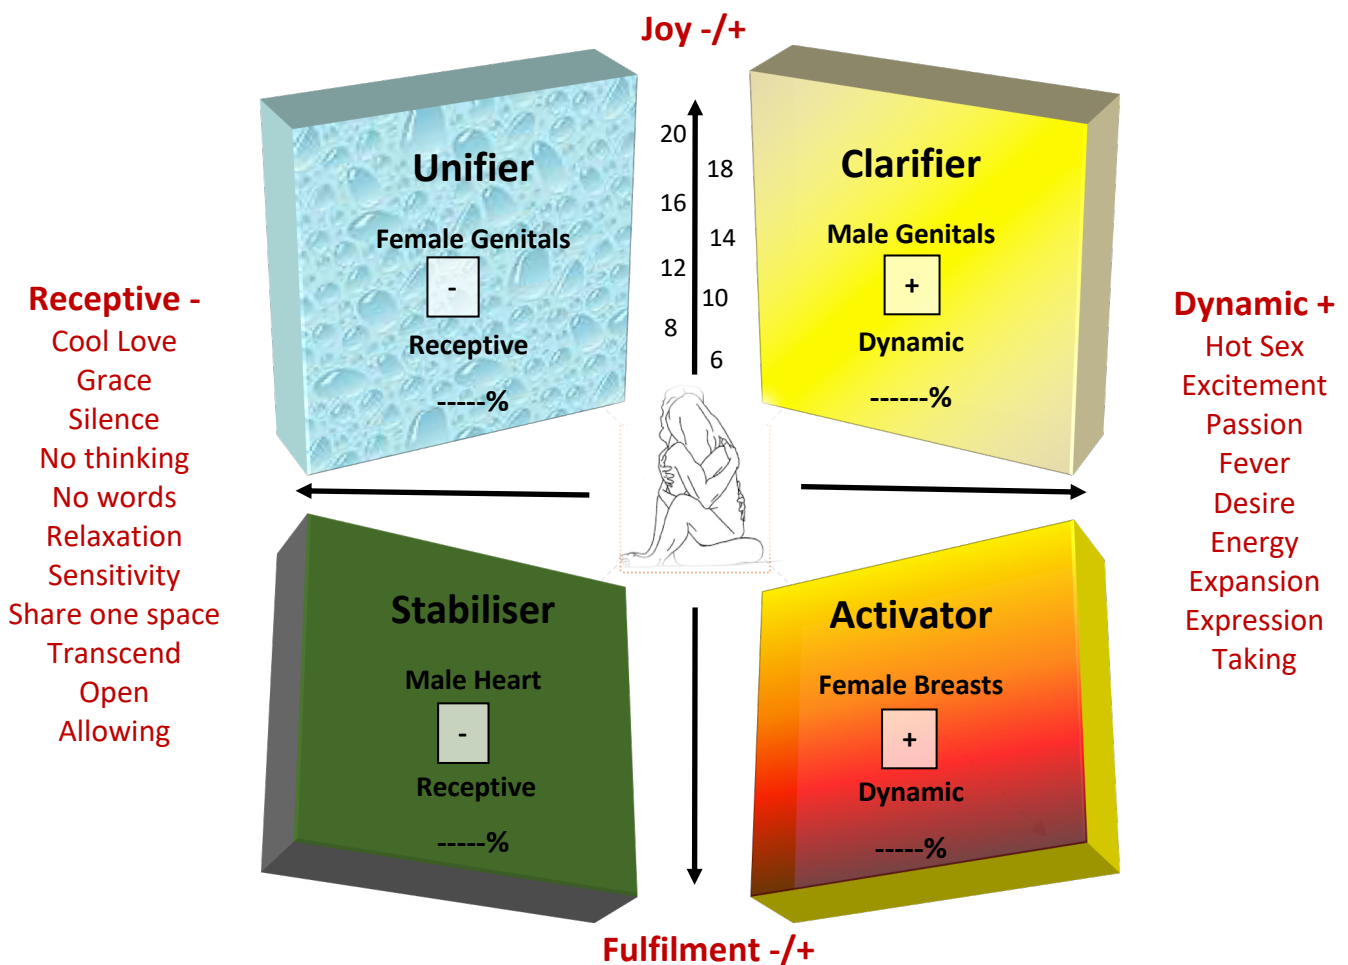 Joy -/+
Unifier
Female Genitals
-
Receptive
-----%
20
18
16
14
12
10
8
6
Clarifier
Male Genitals
+
Dynamic
------%
Receptive -
Cool Love
Grace
Silence
No thinking
No words
Relaxation
Sensitivity
Share one space
Transcend
Open
Allowing
Dynamic +
Hot Sex
Excitement
Passion
Fever
Desire
Energy
Expansion
Expression
Taking
Stabiliser
Male Heart
-
Receptive
-----%
Activator
Female Breasts
+
Dynamic
-----%
Fulfilment -/+